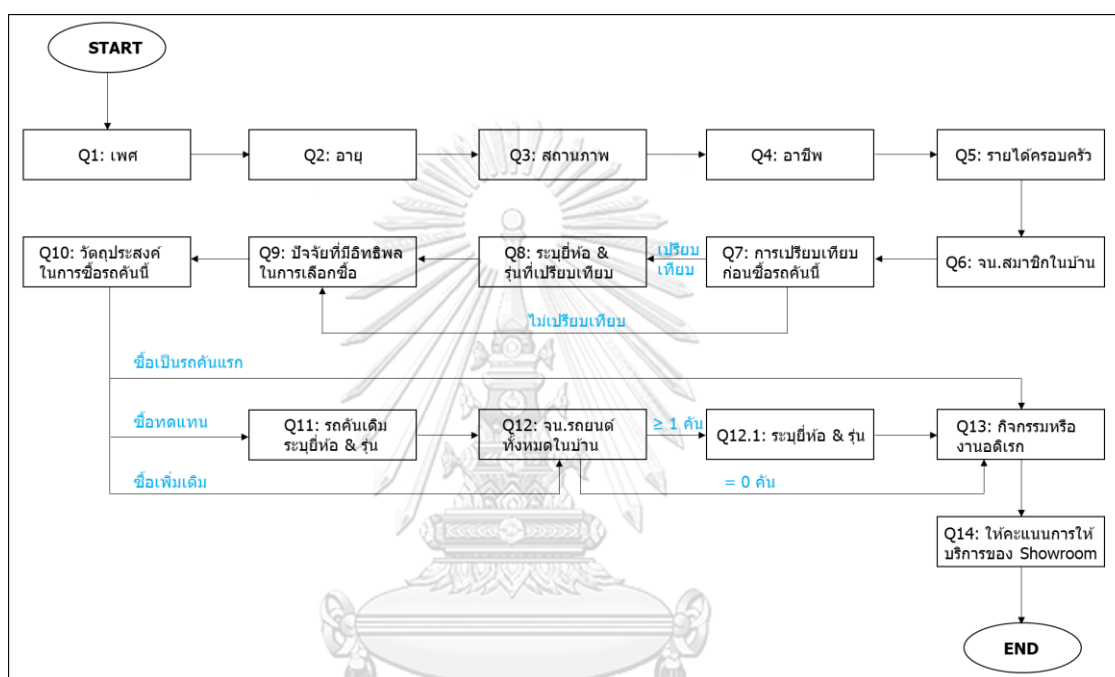 START
Q1: เพศ
Q2: อายุ
Q3: สถานภาพ
Q4: อาชีพ
Q5: รายได้ครอบครัว
Q6: จน.สมาชิกในบ้าน
Q7: การเปรียบเทียบ
ก่อนซื้อรถคันนี้
เปรียบ
เทียบ
Q8: ระบุยี่ห้อ &
รุ่นที่เปรียบเทียบ
Q9: ปัจจัยที่มีอิทธิพล
ในการเลือกซื้อ
Q10: วัตถุประสงค์
ในการซื้อรถคันนี้
ไม่เปรียบเทียบ
ซื้อเป็นรถคันแรก
ซื้อทดแทน
Q11: รถคันเดิม
ระบุยี่ห้อ & รุ่น
Q12: จน.รถยนต์
ทั้งหมดในบ้าน
≥ 1 คัน
Q12.1: ระบุยี่ห้อ & รุ่น
Q13: กิจกรรมหรือ
งานอดิเรก
ซื้อเพิ่มเติม
= 0 คัน
Q14: ให้คะแนนการให้
บริการของ Showroom
END